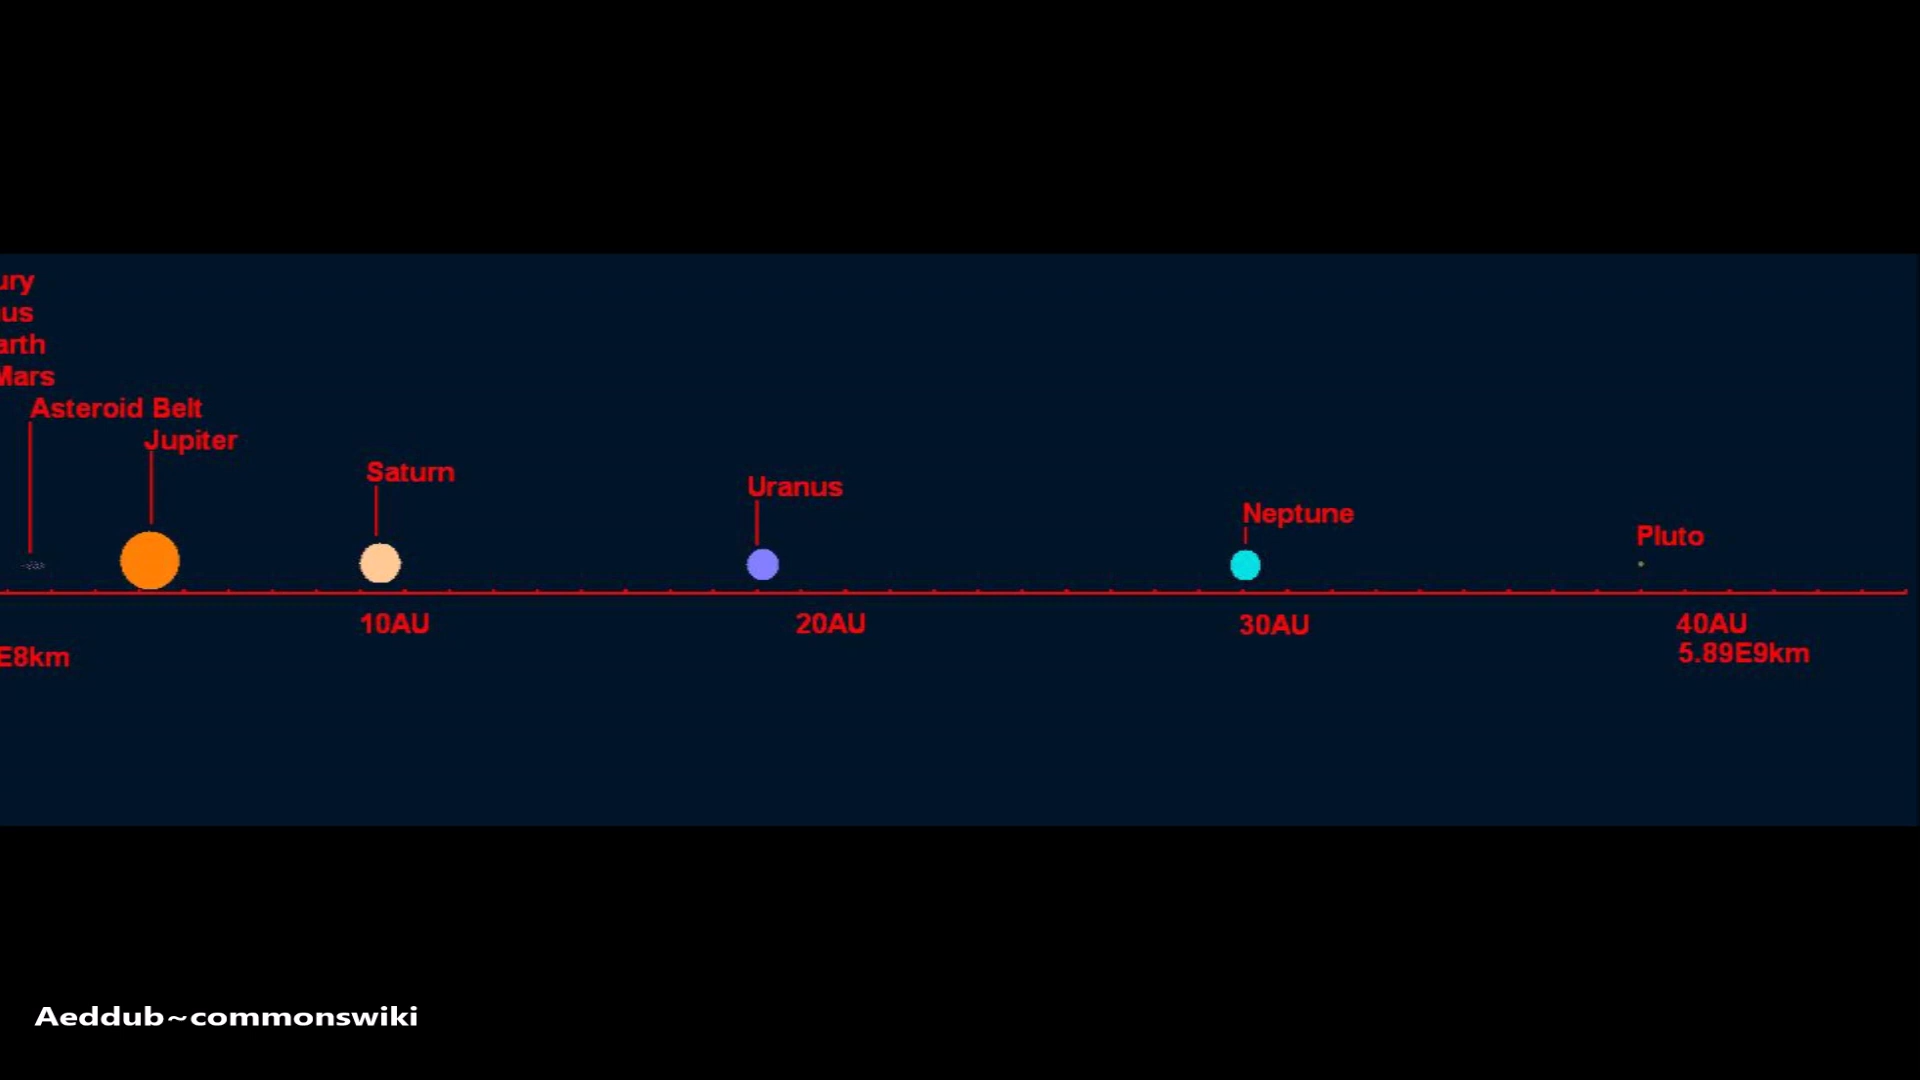 ury
us
arth
Mars
Asteroid Belt
Jupiter
Saturn
Uranus
Neptune
Pluto
10AU 20AU 30AU 40AU
E8km 5.89E9km
Aeddub~commonswiki